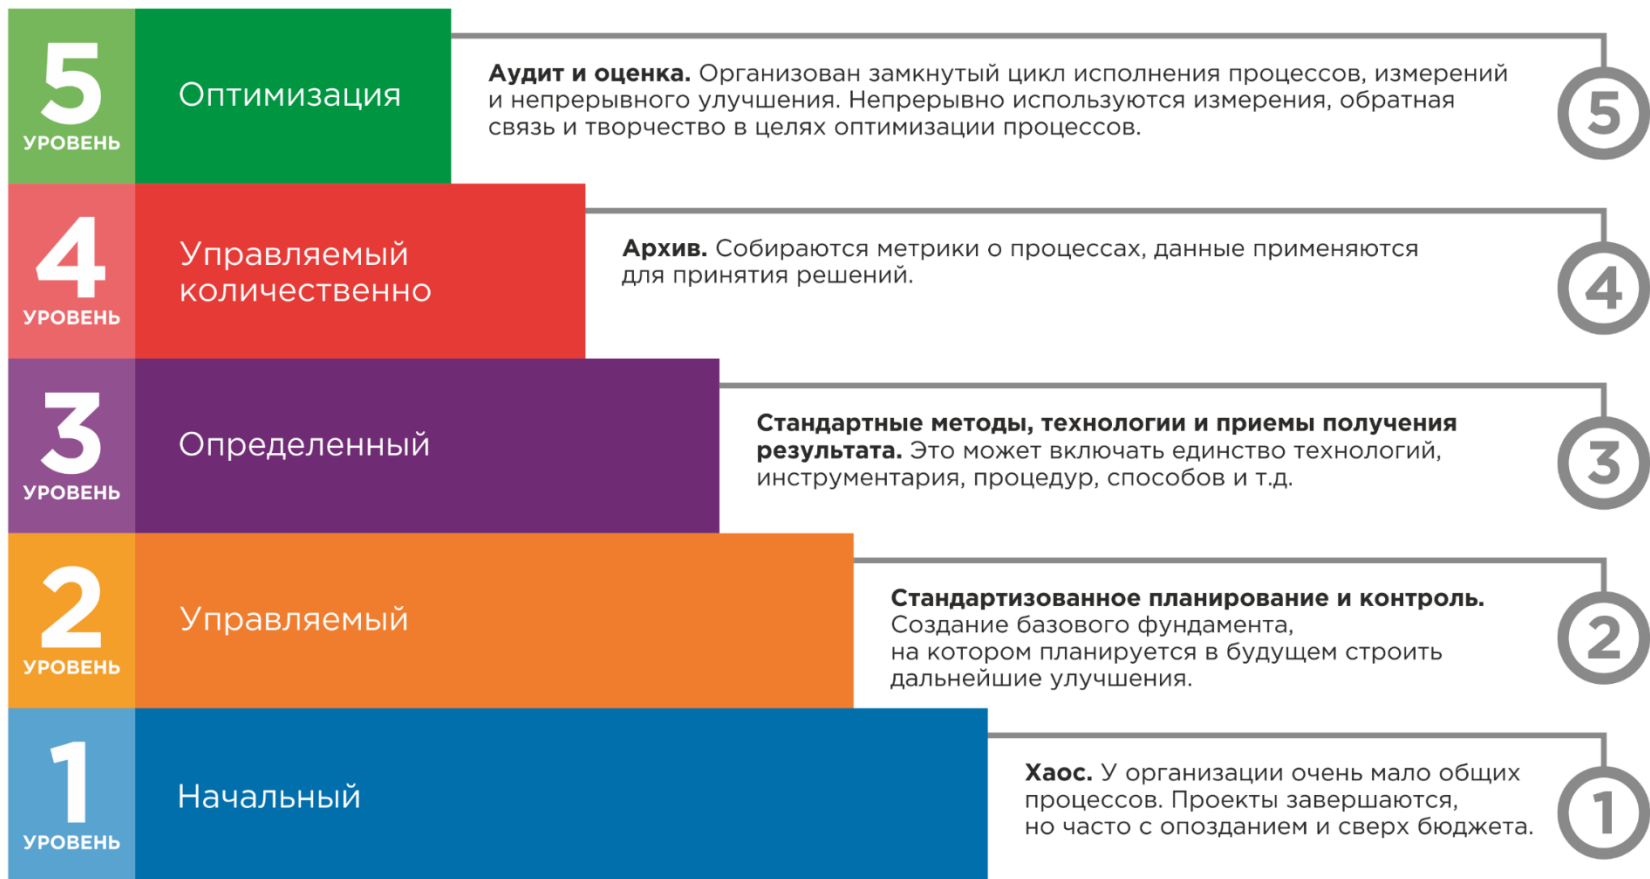 5
УРОВЕНЬ
Оптимизация
Аудит и оценка. Организован замкнутый цикл исполнения процессов, измерений
и непрерывного улучшения. Непрерывно используются измерения, обратная
связь и творчество в целях оптимизации процессов.
5
4
УРОВЕНЬ
Управляемый
количественно
Архив. Собираются метрики о процессах, данные применяются
для принятия решений.
4
3
УРОВЕНЬ
Определенный
Стандартные методы, технологии и приемы получения
результата. Это может включать единство технологий,
инструментария, процедур, способов и т.д.
3
2
УРОВЕНЬ
Управляемый
Стандартизованное планирование и контроль.
Создание базового фундамента,
на котором планируется в будущем строить
дальнейшие улучшения.
2
1
УРОВЕНЬ
Начальный
Хаос. У организации очень мало общих
процессов. Проекты завершаются,
но часто с опозданием и сверх бюджета.
1